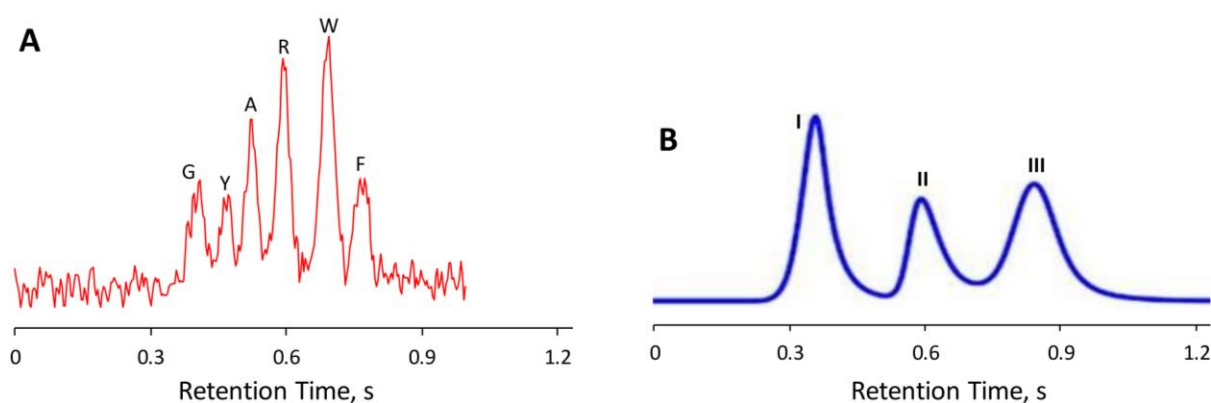 A
G
Y
A
R
W
F
0 0.3 0.6 0.9 1.2
Retention Time, s
B
I
II
III
0 0.3 0.6 0.9 1.2
Retention Time, s